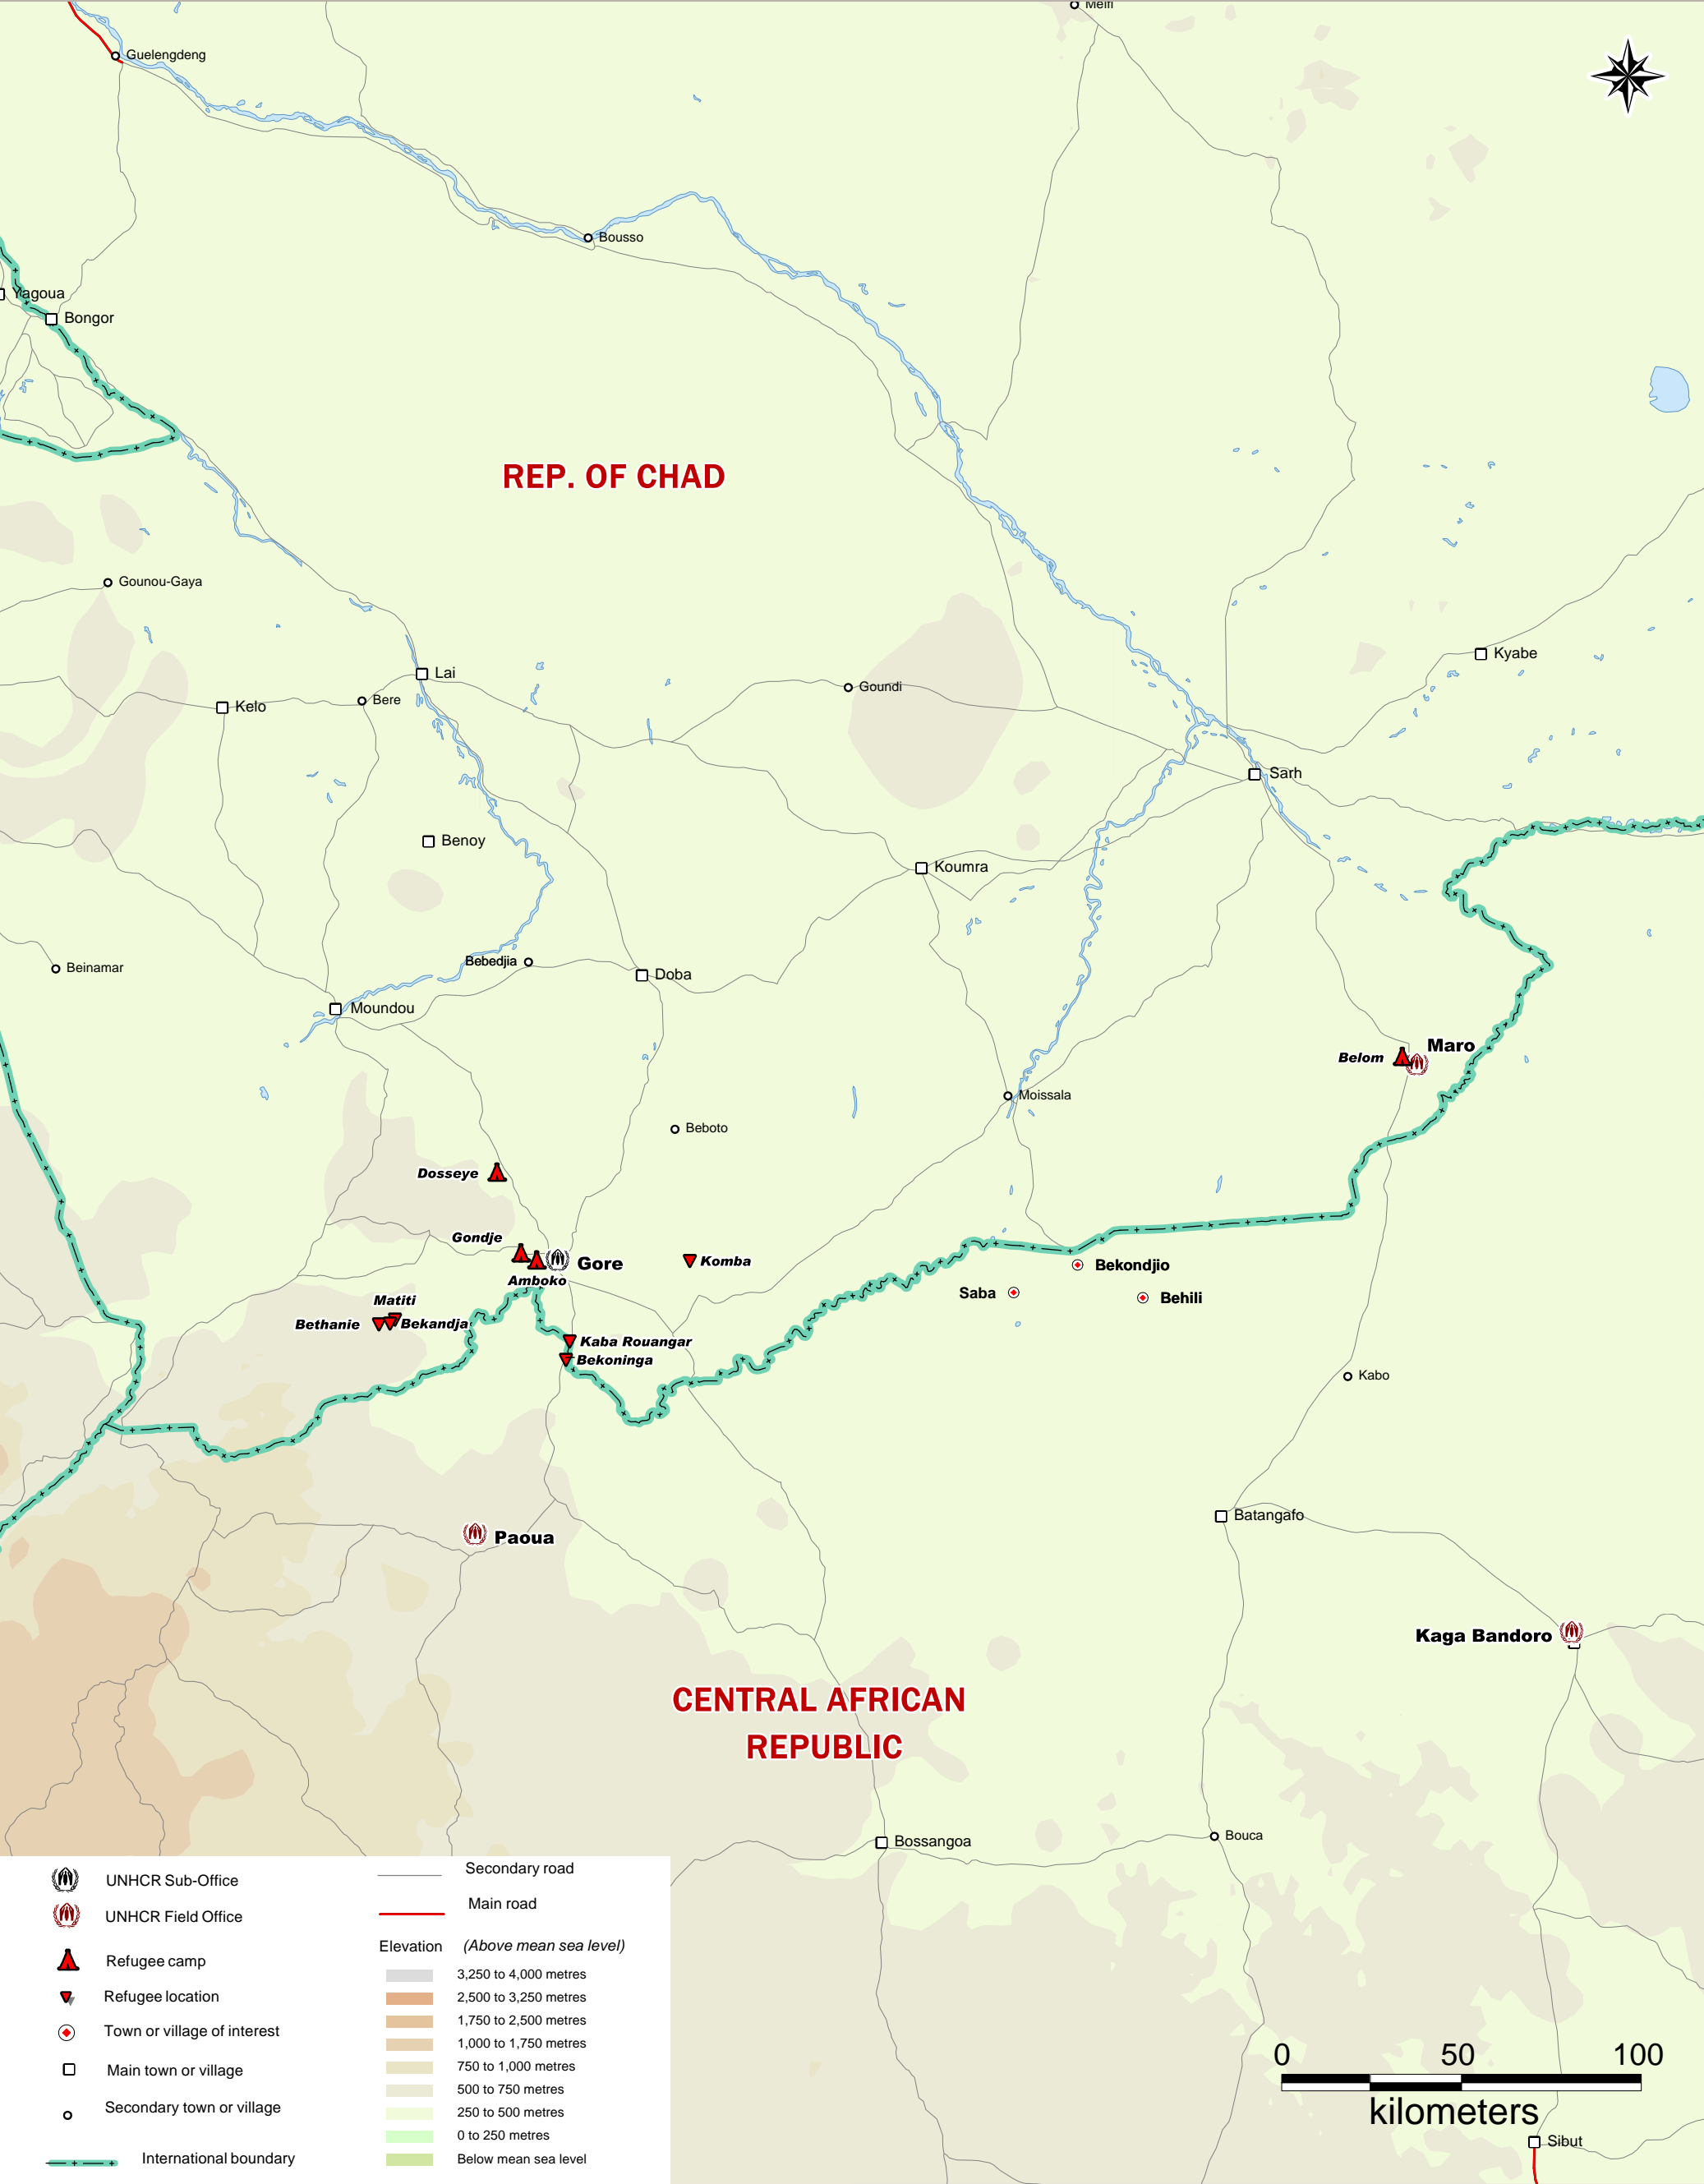 Melfi
Guelengdeng
Bousso
Yagoua
Bongor
REP. OF CHAD
Gounou-Gaya
Kyabe
Lai
Goundi
Bere
Kelo
Sarh
Benoy
Koumra
Bebedjia
Beinamar
Doba
Moundou
Maro
Belom
Moissala
Beboto
Dosseye
Gondje
Komba
Gore
Bekondjio
Amboko
Saba
Behili
Matiti
Bethanie
Bekandja
Kaba Rouangar
Bekoninga
Kabo
Batangafo
Paoua
Kaga Bandoro
CENTRAL AFRICAN
REPUBLIC
Bouca
Bossangoa
UNHCR Sub-Office
UNHCR Field Office
Refugee camp
Refugee location
Town or village of interest
Main town or village
Secondary town or village
International boundary
Secondary road
Main road
Elevation (Above mean sea level)
3,250 to 4,000 metres
2,500 to 3,250 metres
1,750 to 2,500 metres
1,000 to 1,750 metres
750 to 1,000 metres
500 to 750 metres
250 to 500 metres
0 to 250 metres
Below mean sea level
0 50 100
kilometers
Sibut